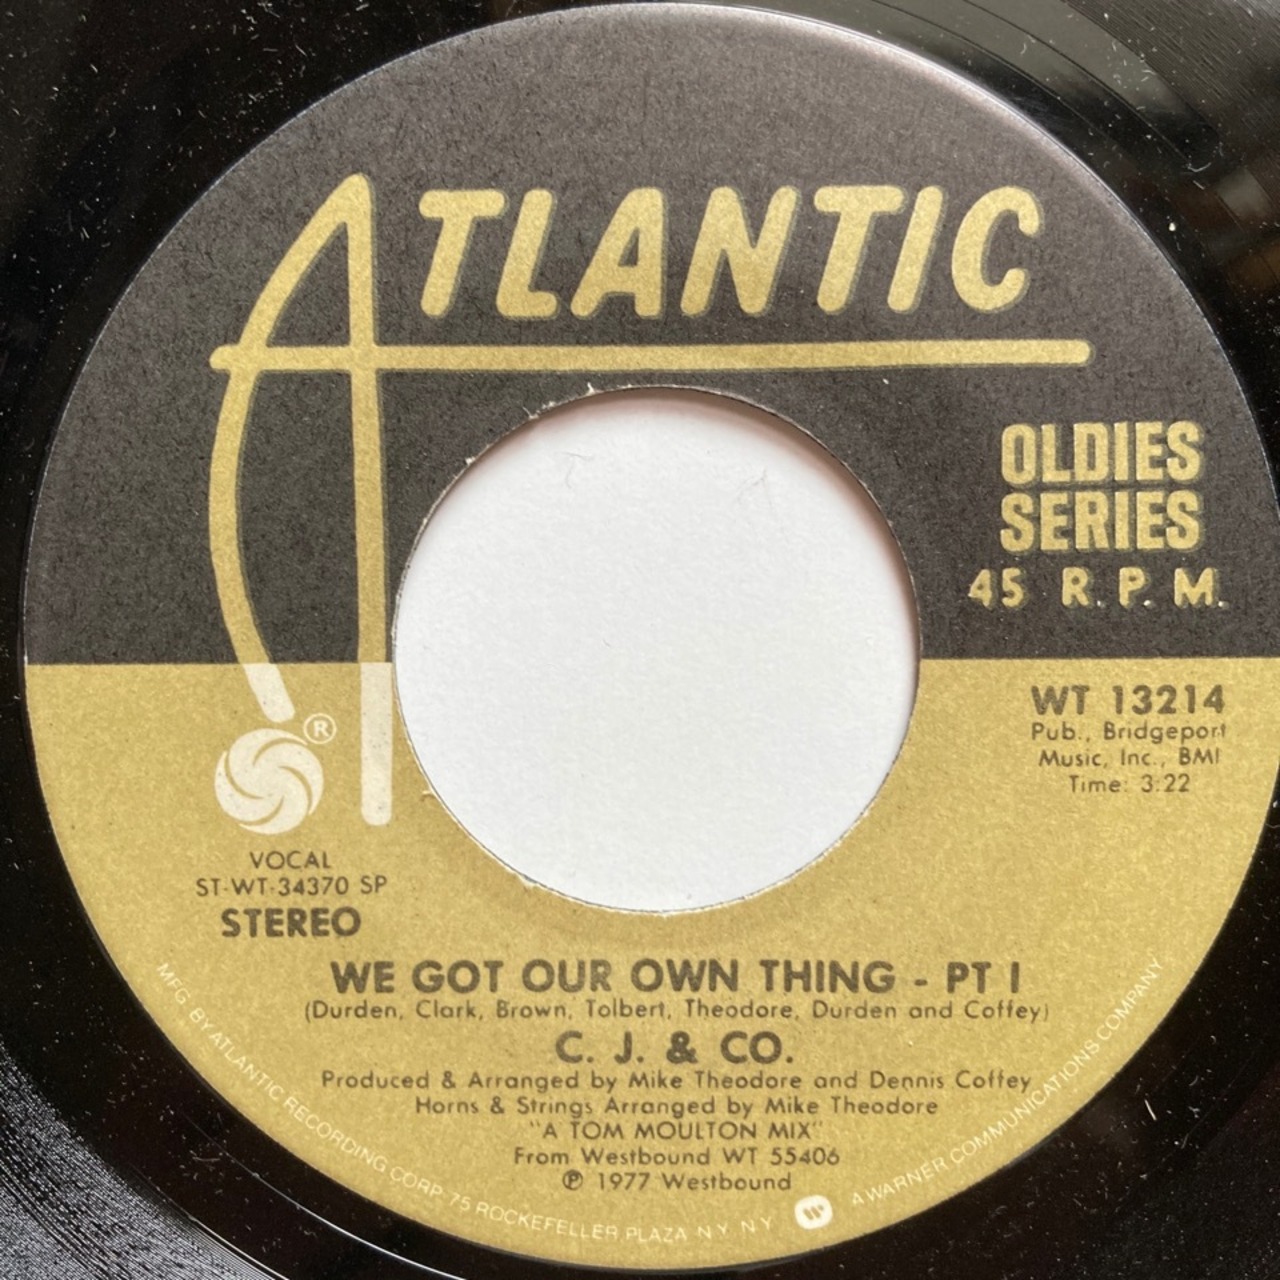 ATLANTIC
OLDIES
SERIES
45 R.P.M.
WT 13214
Pub., Bridgeport
Music, Inc., BMI
Time: 3:22
®
VOCAL
ST-WT-34370 SP
STEREO
WE GOT OUR OWN THING - PT I
(Durden, Clark, Brown, Tolbert, Theodore, Durden and Coffey)
C. J. & CO.
Produced & Arranged by Mike Theodore and Dennis Coffey
Horns & Strings Arranged by Mike Theodore
"A TOM MOULTON MIX"
From Westbound WT 55406
℗ 1977 Westbound
MFG BY ATLANTIC RECORDING CORP 75 ROCKEFELLER PLAZA N Y N Y A WARNER COMMUNICATIONS COMPANY